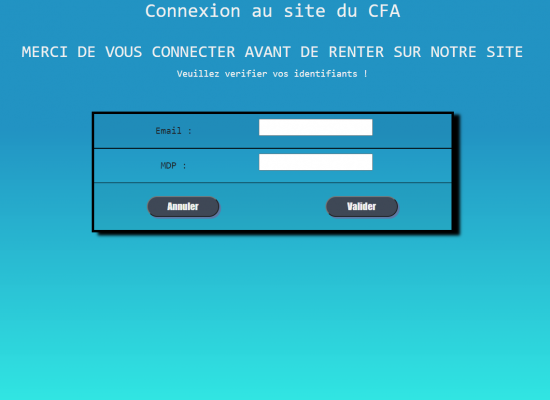 Connexion au site du CFA
MERCI DE VOUS CONNECTER AVANT DE RENTER SUR NOTRE SITE
Veuillez verifier vos identifiants !
Email :
MDP :
Annuler Valider